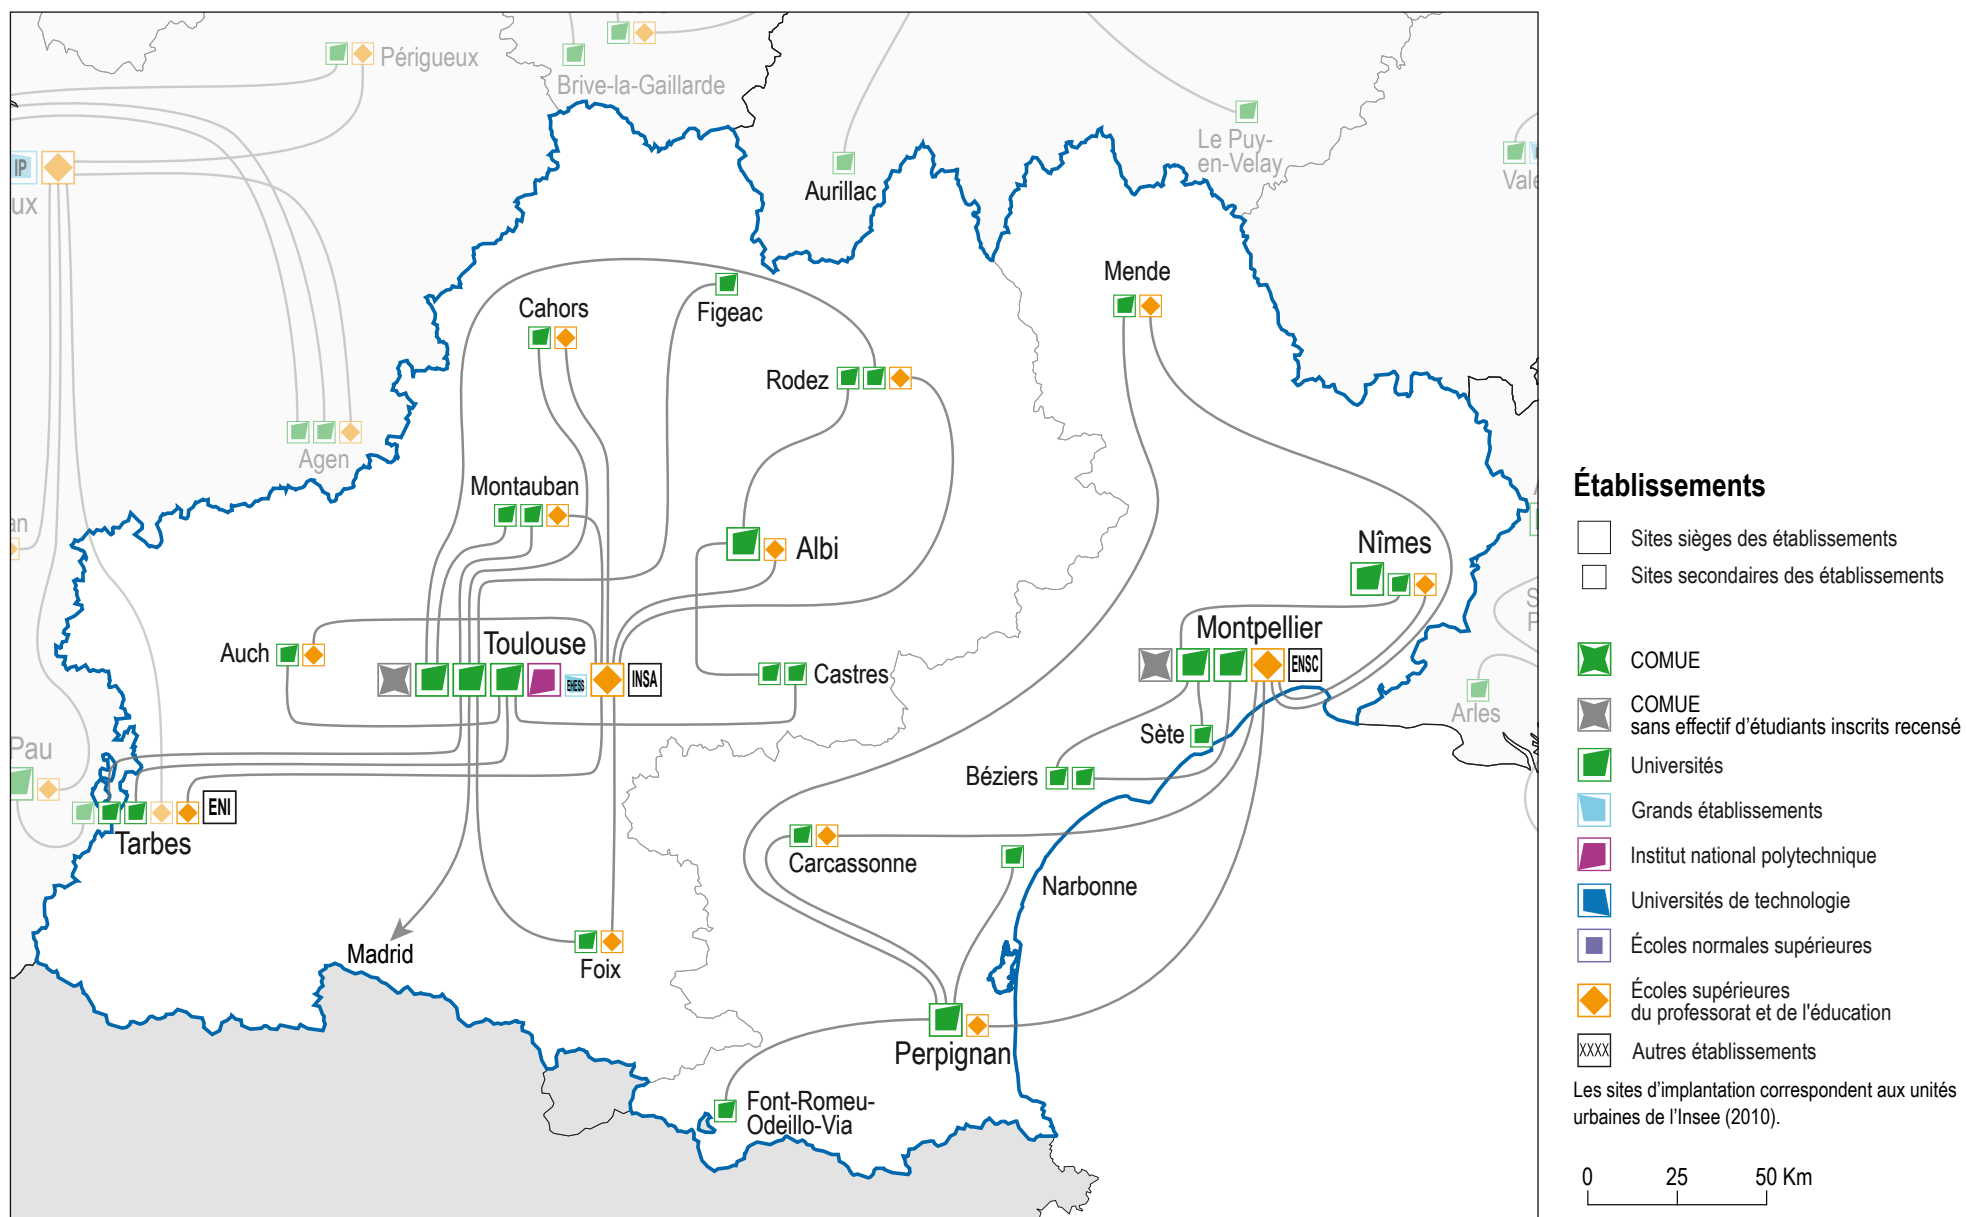 Périgueux
Brive-la-Gaillarde
Le Puy-
en-Velay
Aurillac
IP
ux
Vale
Mende
Figeac
Cahors
Rodez
Agen
Montauban
Albi
Nîmes
an
Auch
Toulouse
EHESS
INSA
Castres
Montpellier
ENSC
Arles
Sète
Pau
Béziers
ENI
Tarbes
Carcassonne
Narbonne
Madrid
Foix
Perpignan
Font-Romeu-
Odeillo-Via
Établissements
Sites sièges des établissements
Sites secondaires des établissements
COMUE
COMUE
sans effectif d'étudiants inscrits recensé
Universités
Grands établissements
Institut national polytechnique
Universités de technologie
Écoles normales supérieures
Écoles supérieures
du professorat et de l'éducation
XXXX
Autres établissements
Les sites d'implantation correspondent aux unités
urbaines de l'Insee (2010).
0 25 50 Km